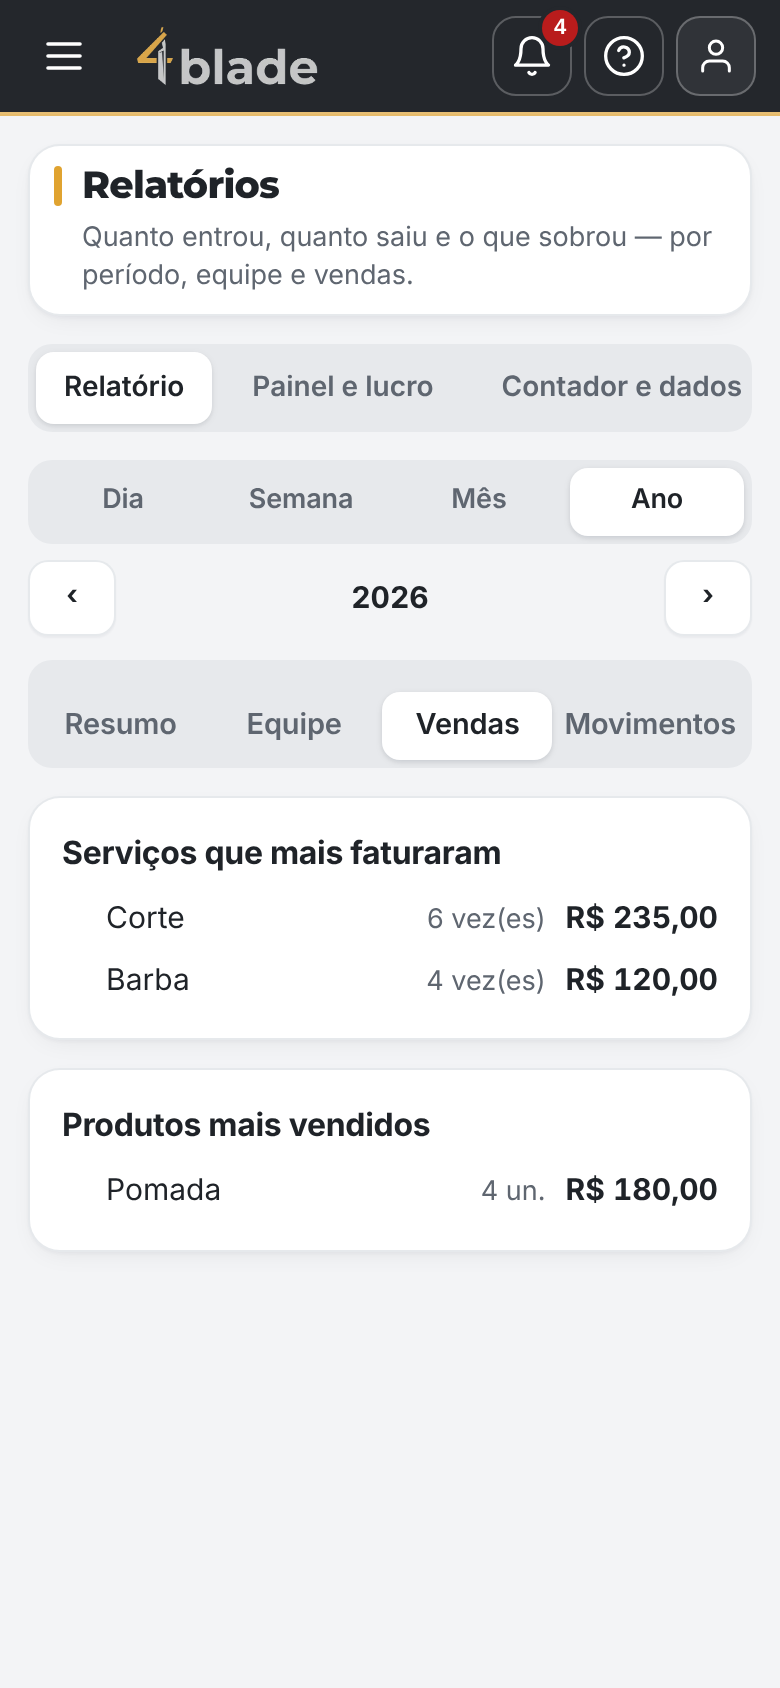 4blade
4
Relatórios
Quanto entrou, quanto saiu e o que sobrou — por
período, equipe e vendas.
Relatório Painel e lucro Contador e dados
Dia Semana Mês Ano
‹ 2026 ›
Resumo Equipe Vendas Movimentos
Serviços que mais faturaram
Corte 6 vez(es) R$ 235,00
Barba 4 vez(es) R$ 120,00
Produtos mais vendidos
Pomada 4 un. R$ 180,00